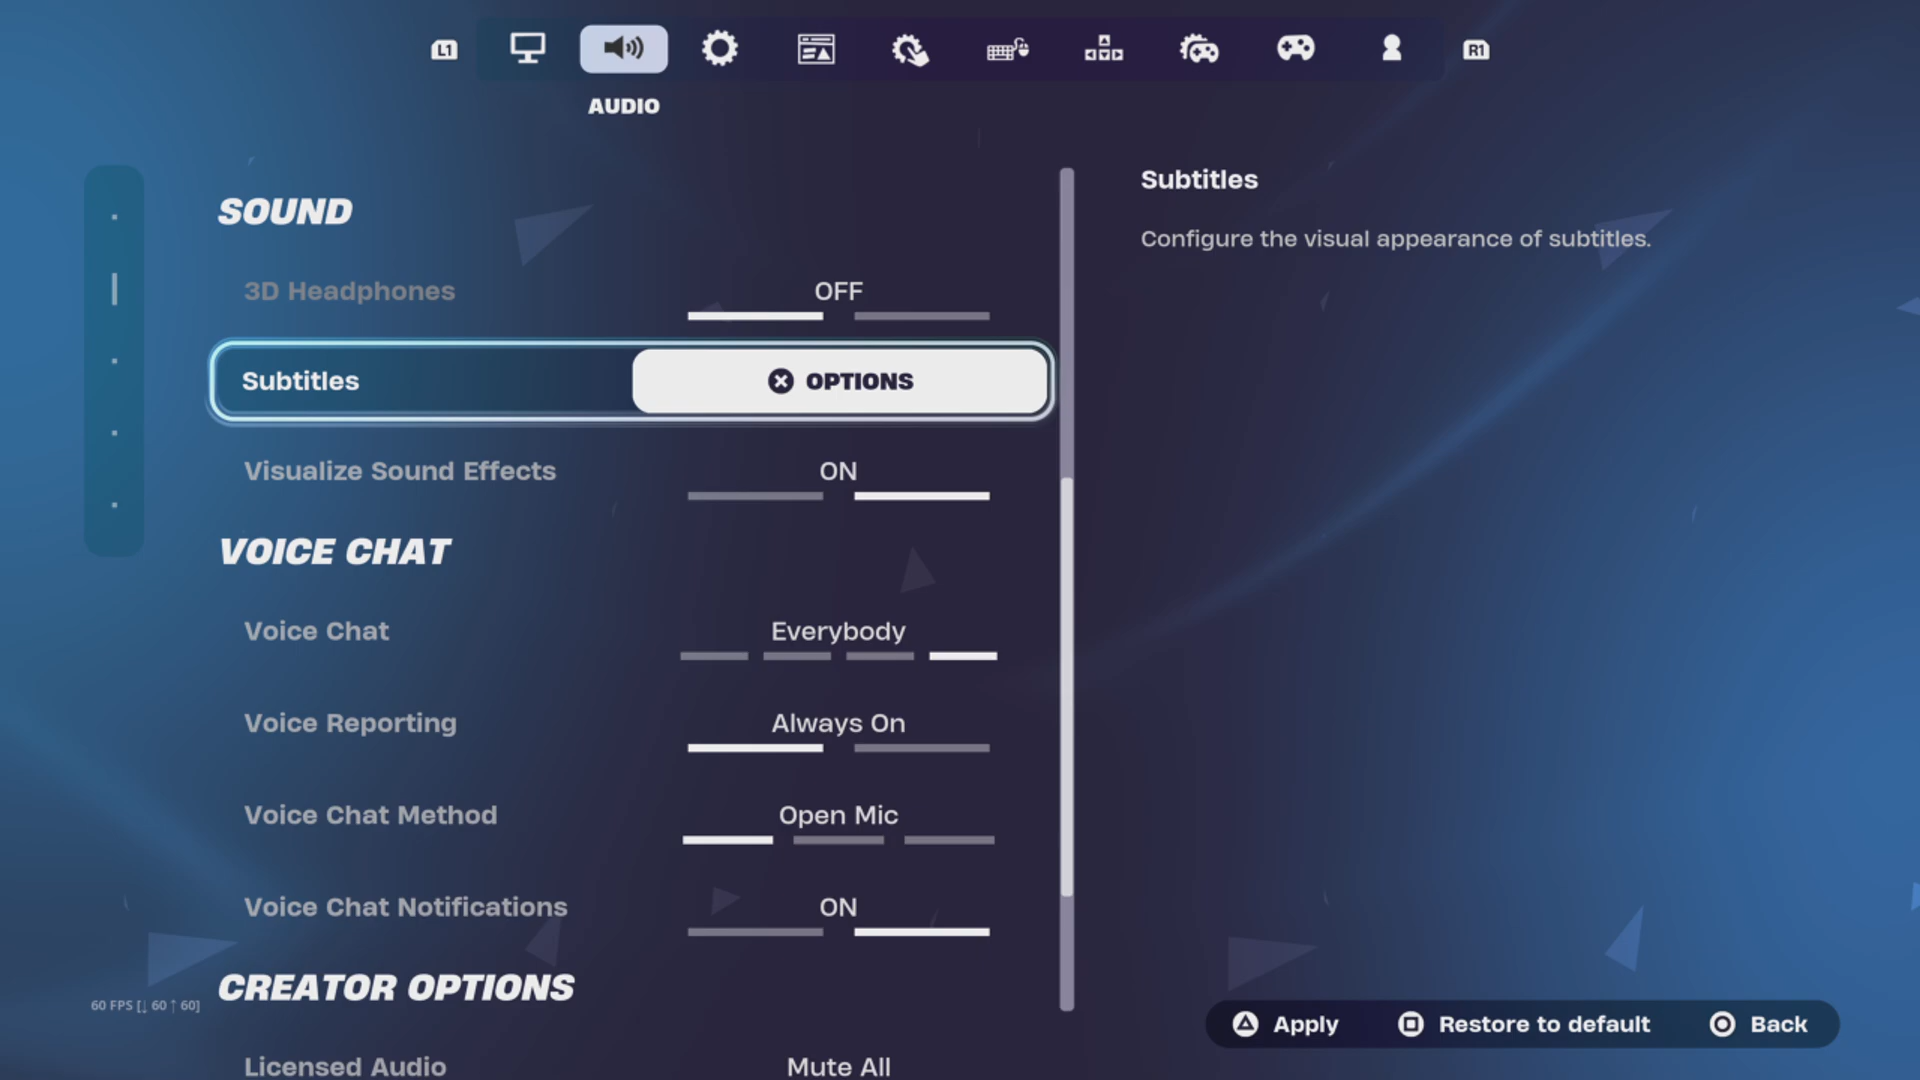 L1
R1
AUDIO
SOUND
3D Headphones
OFF
Subtitles
OPTIONS
Visualize Sound Effects
ON
VOICE CHAT
Voice Chat
Everybody
Voice Reporting
Always On
Voice Chat Method
Open Mic
Voice Chat Notifications
ON
CREATOR OPTIONS
Licensed Audio
Mute All
Subtitles
Configure the visual appearance of subtitles.
60 FPS [↓ 60 ↑ 60]
Apply
Restore to default
Back